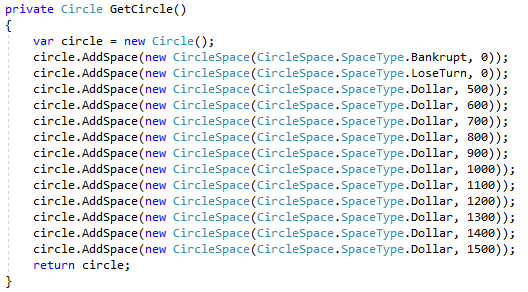 private Circle GetCircle()
{
    var circle = new Circle();
    circle.AddSpace(new CircleSpace(CircleSpace.SpaceType.Bankrupt, 0));
    circle.AddSpace(new CircleSpace(CircleSpace.SpaceType.LoseTurn, 0));
    circle.AddSpace(new CircleSpace(CircleSpace.SpaceType.Dollar, 500));
    circle.AddSpace(new CircleSpace(CircleSpace.SpaceType.Dollar, 600));
    circle.AddSpace(new CircleSpace(CircleSpace.SpaceType.Dollar, 700));
    circle.AddSpace(new CircleSpace(CircleSpace.SpaceType.Dollar, 800));
    circle.AddSpace(new CircleSpace(CircleSpace.SpaceType.Dollar, 900));
    circle.AddSpace(new CircleSpace(CircleSpace.SpaceType.Dollar, 1000));
    circle.AddSpace(new CircleSpace(CircleSpace.SpaceType.Dollar, 1100));
    circle.AddSpace(new CircleSpace(CircleSpace.SpaceType.Dollar, 1200));
    circle.AddSpace(new CircleSpace(CircleSpace.SpaceType.Dollar, 1300));
    circle.AddSpace(new CircleSpace(CircleSpace.SpaceType.Dollar, 1400));
    circle.AddSpace(new CircleSpace(CircleSpace.SpaceType.Dollar, 1500));
    return circle;
}